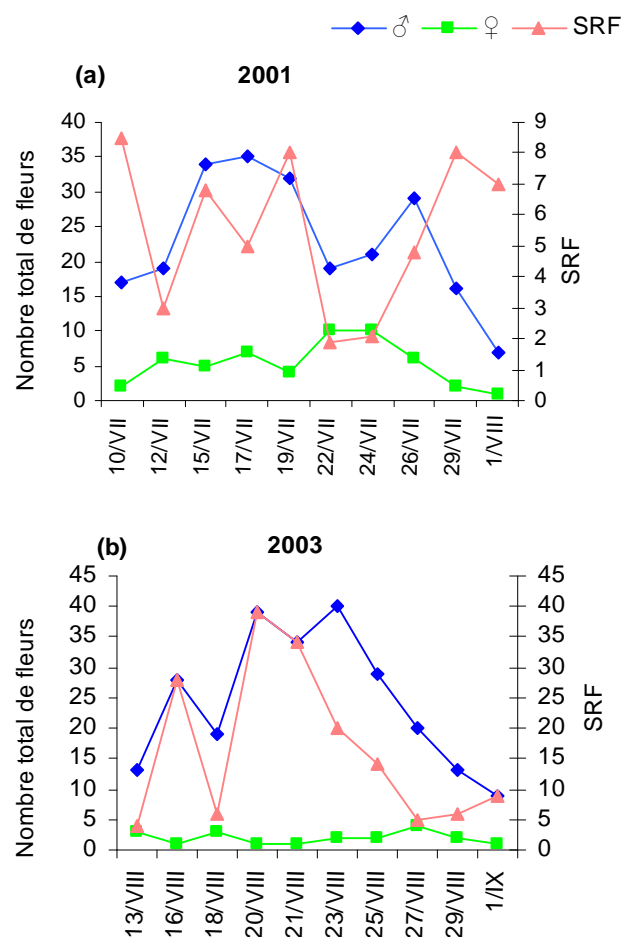 ♂ ♀ SRF
(a) 2001
Nombre total de fleurs
40
35
30
25
20
15
10
5
0
9
8
7
6
5
4
3
2
1
0
SRF
10/VII
12/VII
15/VII
17/VII
19/VII
22/VII
24/VII
26/VII
29/VII
1/VIII
(b) 2003
Nombre total de fleurs
45
40
35
30
25
20
15
10
5
0
45
40
35
30
25
20
15
10
5
0
SRF
13/VIII
16/VIII
18/VIII
20/VIII
21/VIII
23/VIII
25/VIII
27/VIII
29/VIII
1/IX